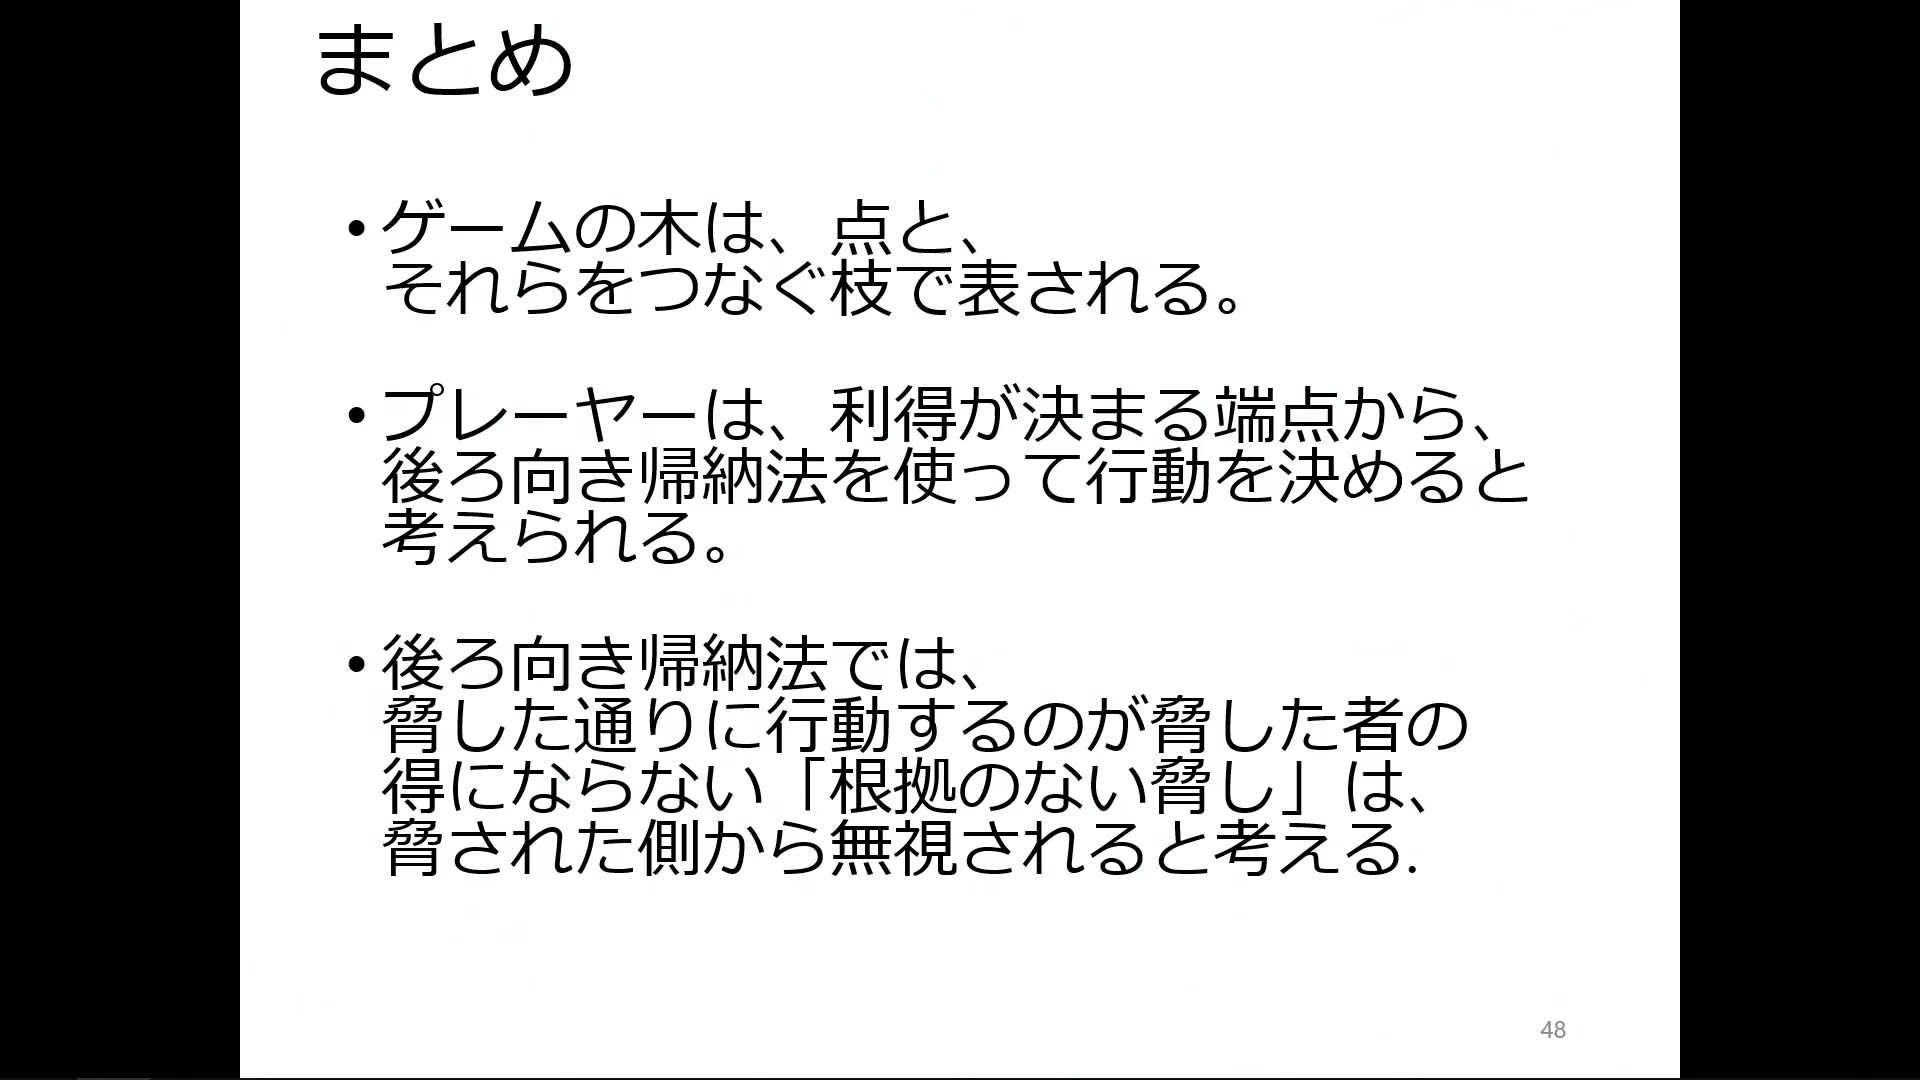 まとめ
•ゲームの木は、点と、
それらをつなぐ枝で表される。
•プレーヤーは、利得が決まる端点から、
後ろ向き帰納法を使って行動を決めると
考えられる。
•後ろ向き帰納法では、
脅した通りに行動するのが脅した者の
得にならない「根拠のない脅し」は、
脅された側から無視されると考える.
48